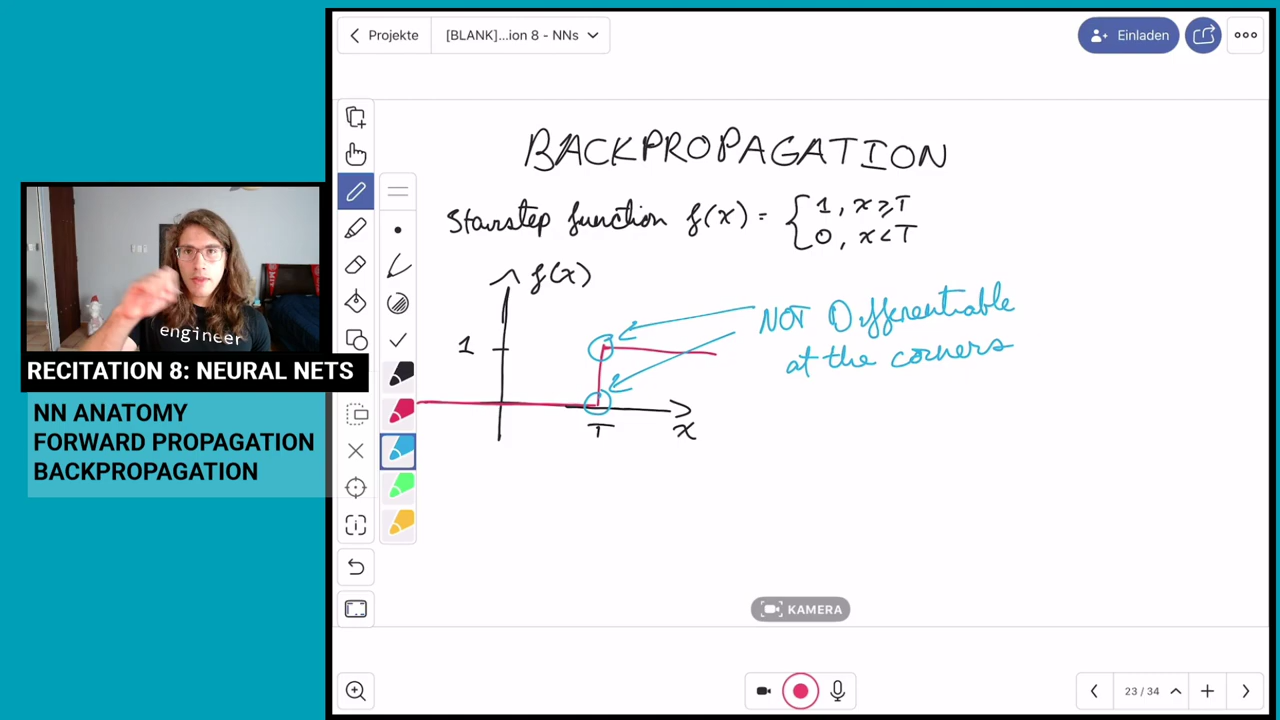 Projekte
[BLANK]...ion 8 - NNs
Einladen
BACKPROPAGATION
Stairstep function f(x) = { 1, x ≥ T
0, x < T
f(x)
1
T
x
NOT Differentiable
at the corners
engineer
RECITATION 8: NEURAL NETS
NN ANATOMY
FORWARD PROPAGATION
BACKPROPAGATION
KAMERA
23 / 34